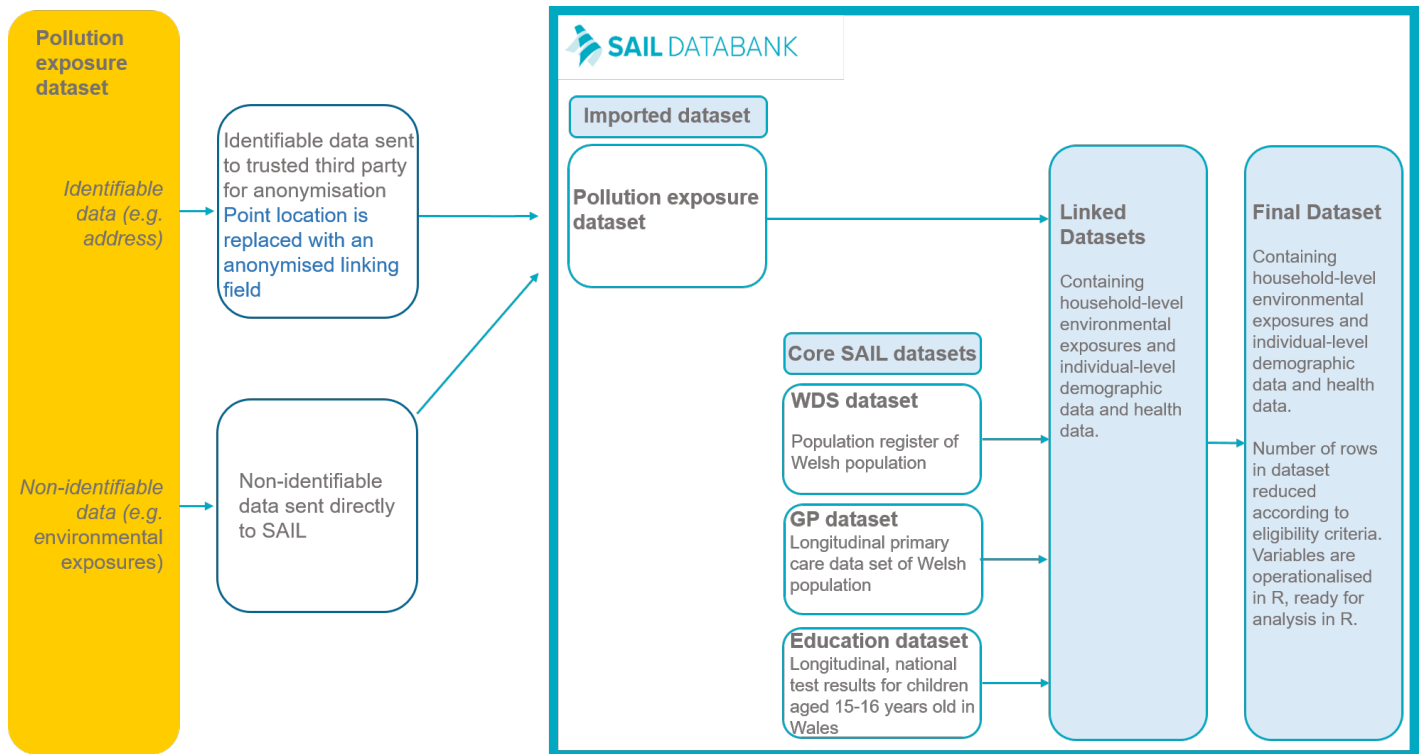 Pollution
exposure
dataset
Identifiable
data (e.g.
address)
Non-identifiable
data (e.g.
environmental
exposures)
Identifiable data sent
to trusted third party
for anonymisation
Point location is
replaced with an
anonymised linking
field
Non-identifiable
data sent directly
to SAIL
SAIL DATABANK
Imported dataset
Pollution exposure
dataset
Core SAIL datasets
WDS dataset
Population register of
Welsh population
GP dataset
Longitudinal primary
care data set of Welsh
population
Education dataset
Longitudinal, national
test results for children
aged 15-16 years old in
Wales
Linked
Datasets
Containing
household-level
environmental
exposures and
individual-level
demographic
data and health
data.
Final Dataset
Containing
household-level
environmental
exposures and
individual-level
demographic
data and health
data.
Number of rows
in dataset
reduced
according to
eligibility criteria.
Variables are
operationalised
in R, ready for
analysis in R.